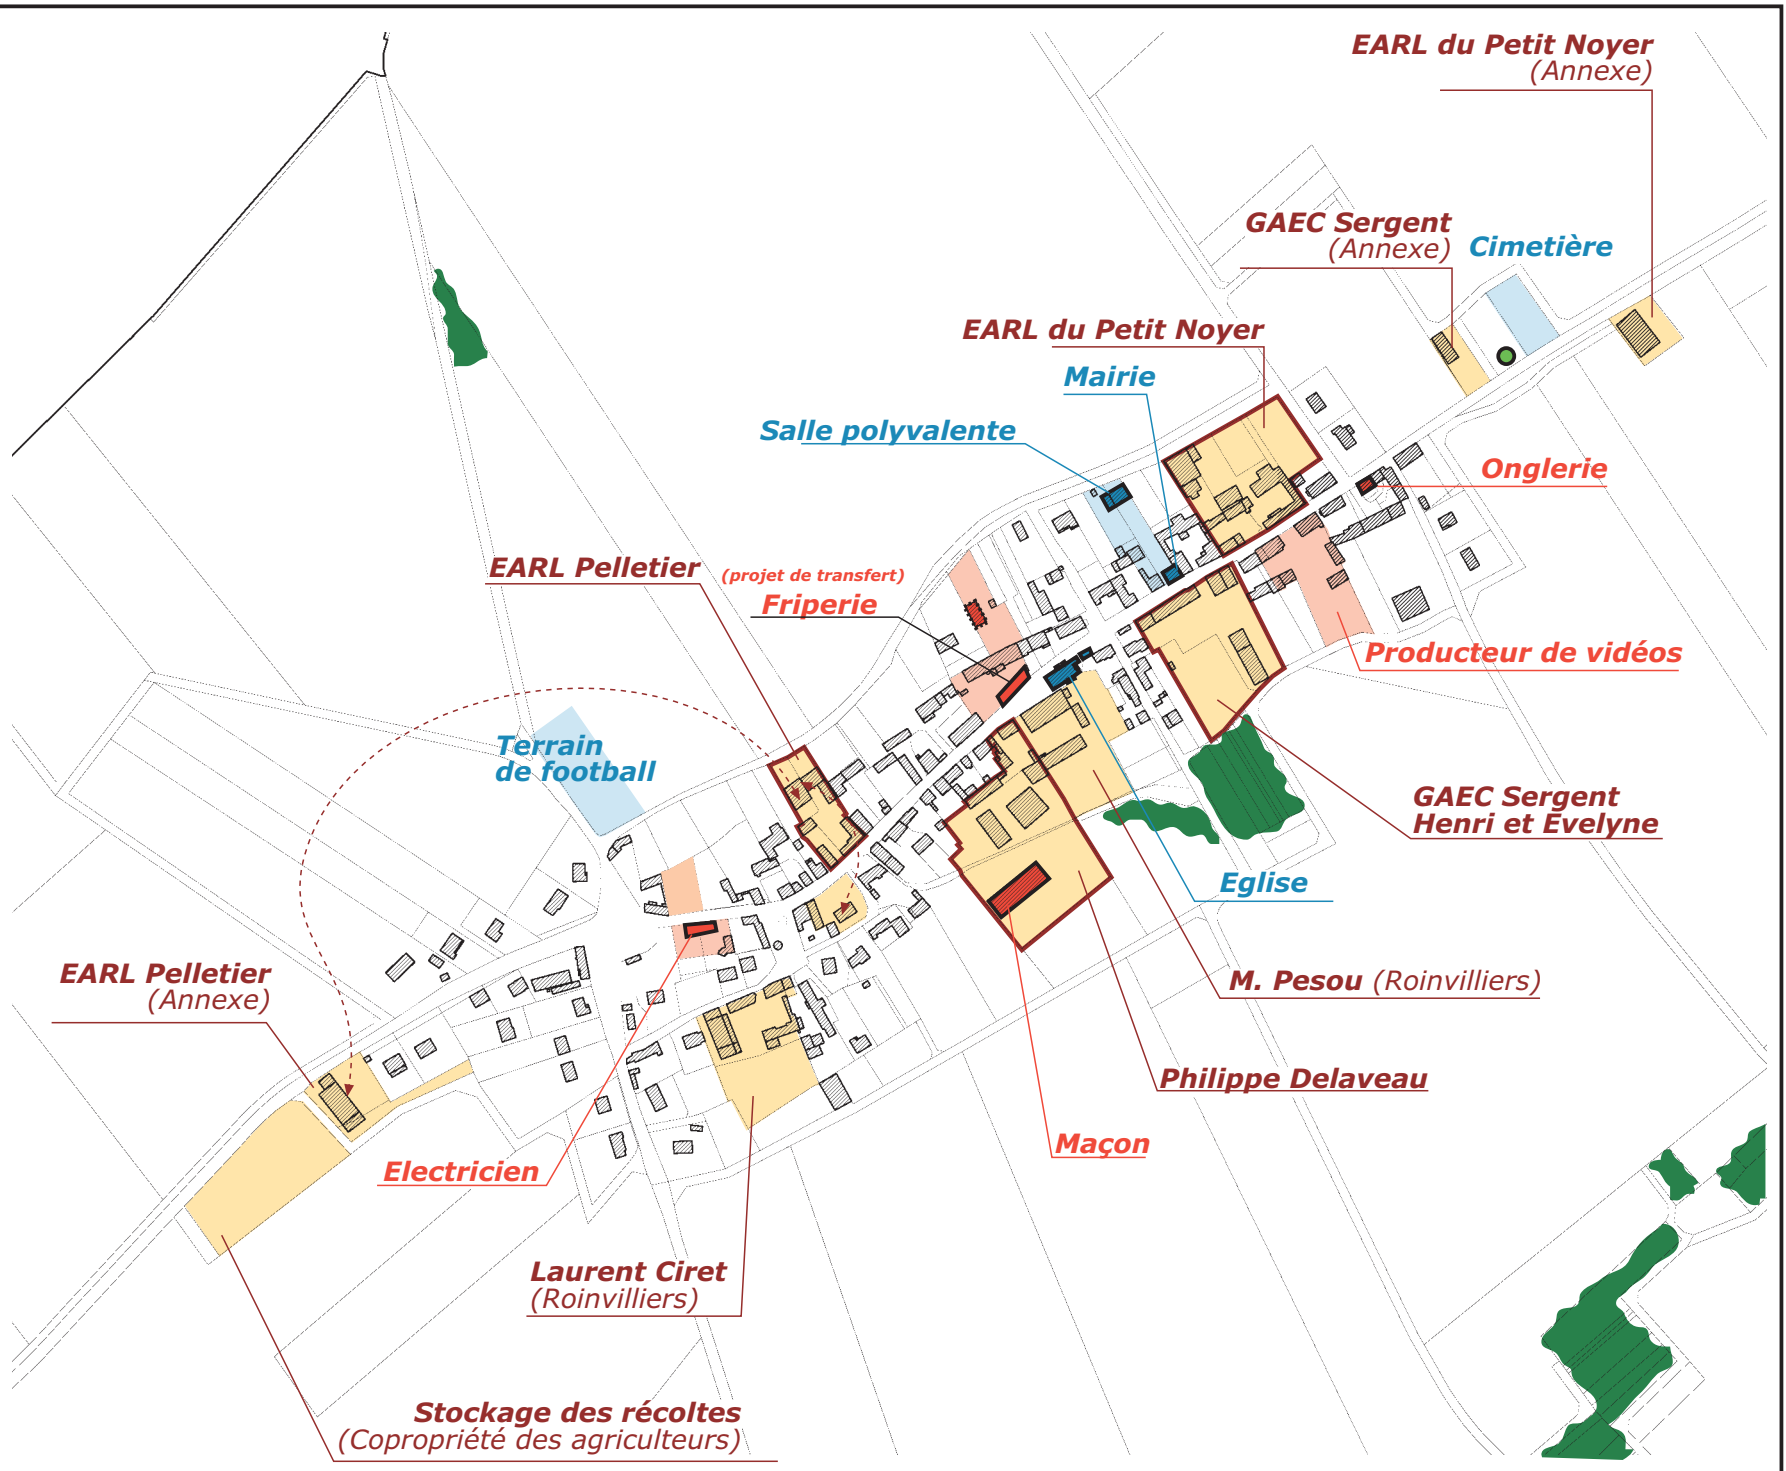 EARL du Petit Noyer
(Annexe)
GAEC Sergent
(Annexe)
Cimetière
EARL du Petit Noyer
Mairie
Salle polyvalente
Onglerie
EARL Pelletier
(projet de transfert)
Friperie
Producteur de vidéos
Terrain
de football
GAEC Sergent
Henri et Evelyne
Eglise
EARL Pelletier
(Annexe)
M. Pesou (Roinvilliers)
Philippe Delaveau
Maçon
Electricien
Laurent Ciret
(Roinvilliers)
Stockage des récoltes
(Copropriété des agriculteurs)